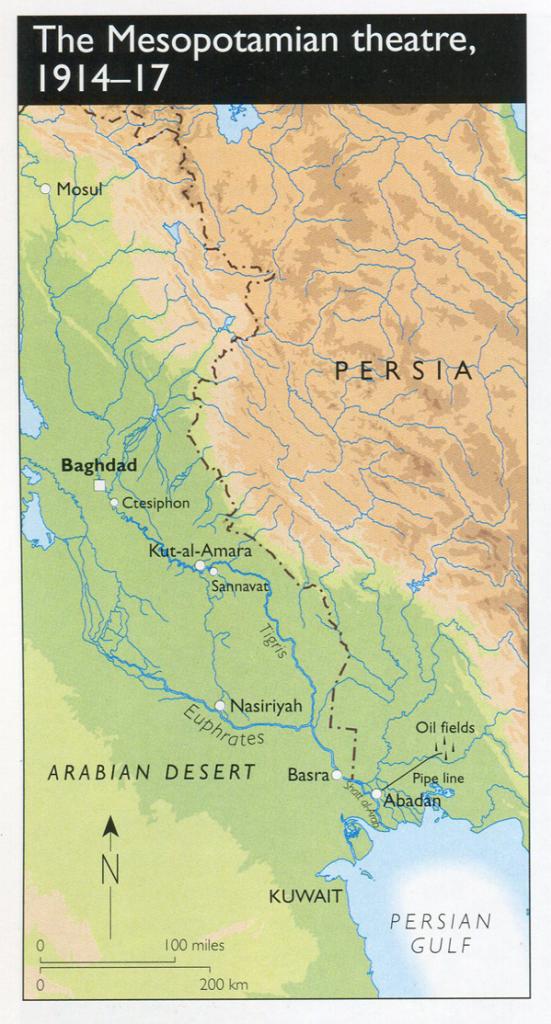 The Mesopotamian theatre,
1914–17
Mosul
PERSIA
Baghdad
Ctesiphon
Kut-al-Amara
Sannavat
Tigris
Nasiriyah
Euphrates
Oil fields
ARABIAN DESERT
Basra
Pipe line
Shatt al-Arab
Abadan
N
KUWAIT
PERSIAN
GULF
0 100 miles
0 200 km